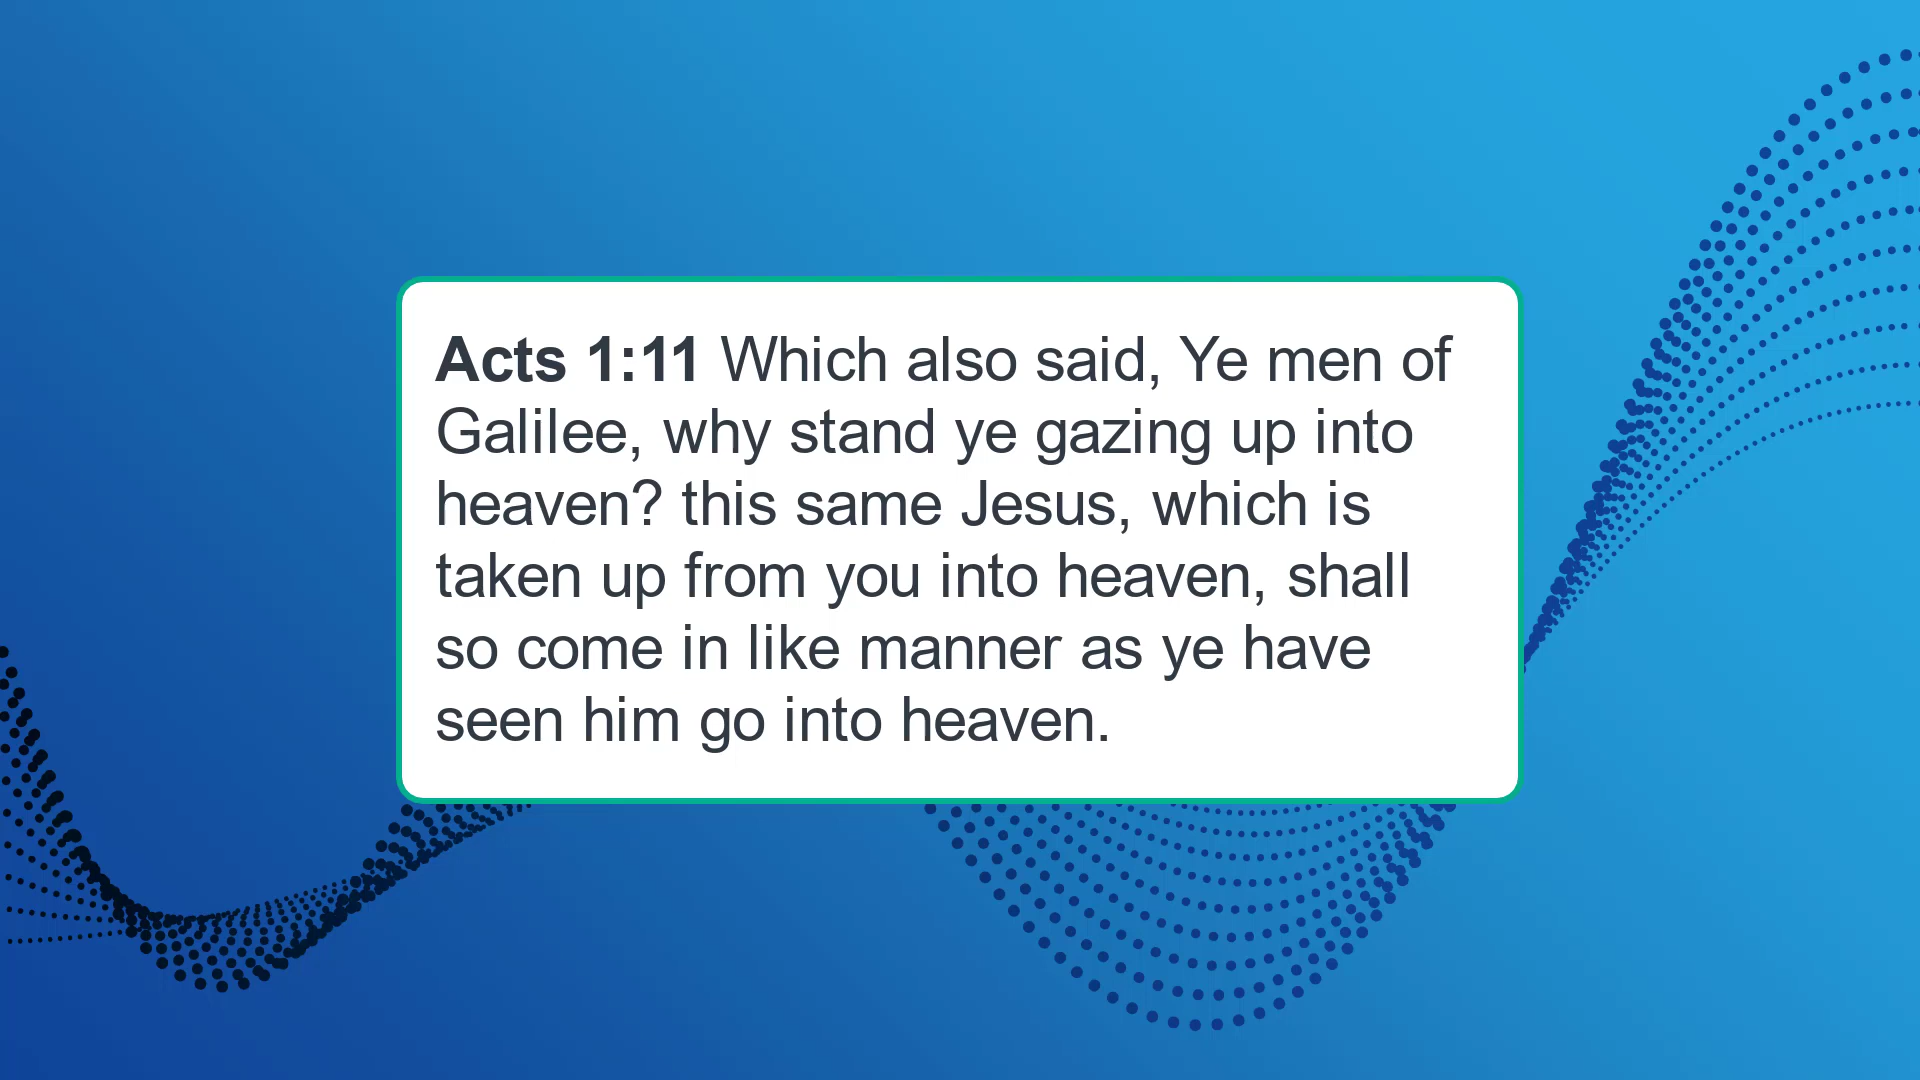 Acts 1:11 Which also said, Ye men of
Galilee, why stand ye gazing up into
heaven? this same Jesus, which is
taken up from you into heaven, shall
so come in like manner as ye have
seen him go into heaven.